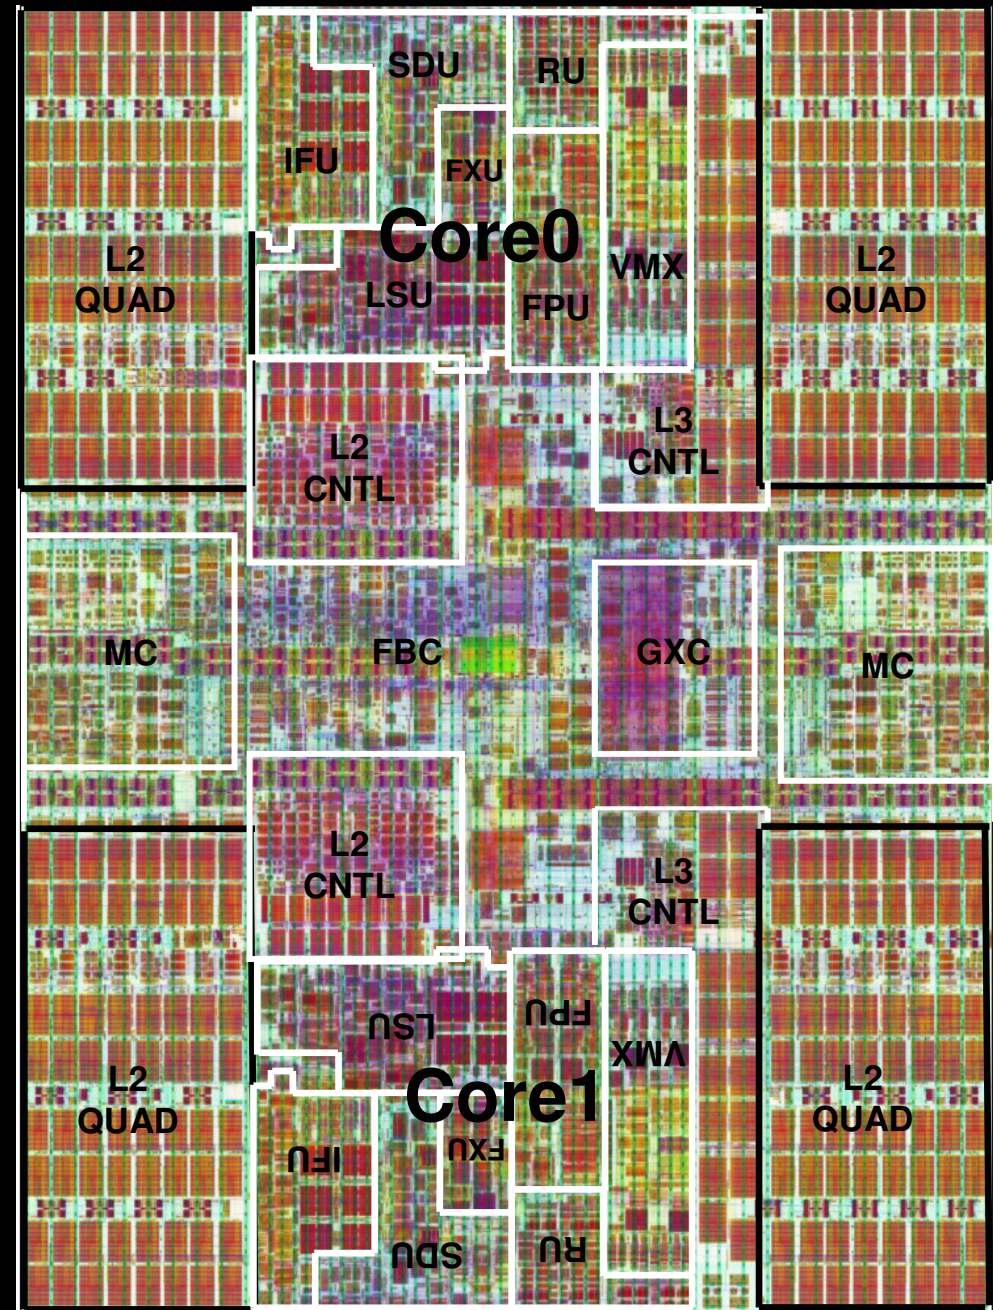 SDU
RU
IFU
FXU
Core0
L2
QUAD
VMX
L2
QUAD
LSU
FPU
L2
CNTL
L3
CNTL
MC
FBC
GXC
MC
L2
CNTL
L3
CNTL
LSU
FPU
VMX
Core1
L2
QUAD
L2
QUAD
IFU
FXU
SDU
RU